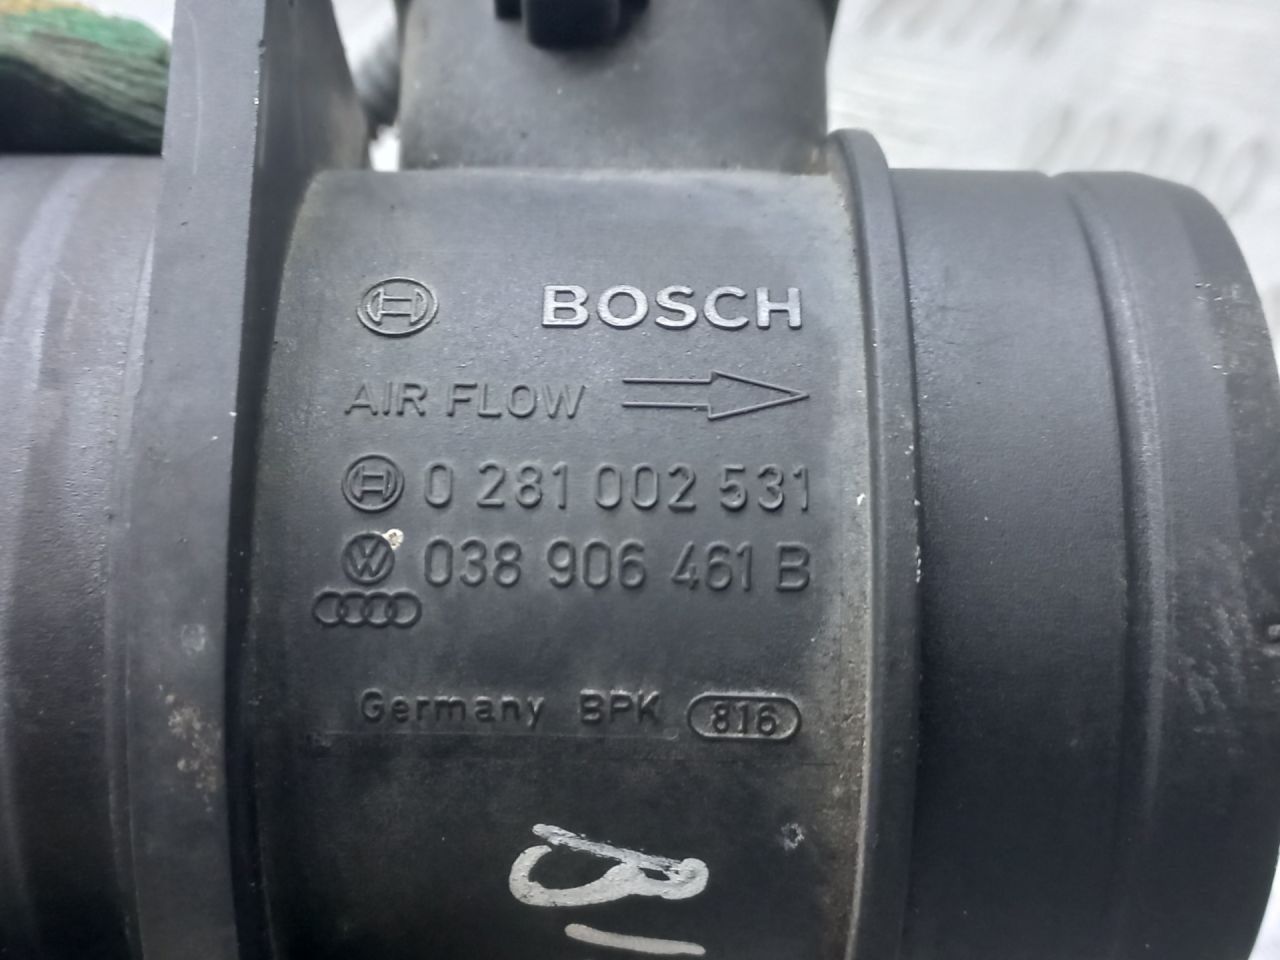 BOSCH
AIR FLOW
0 281 002 531
038 906 461 B
Germany BPK 816